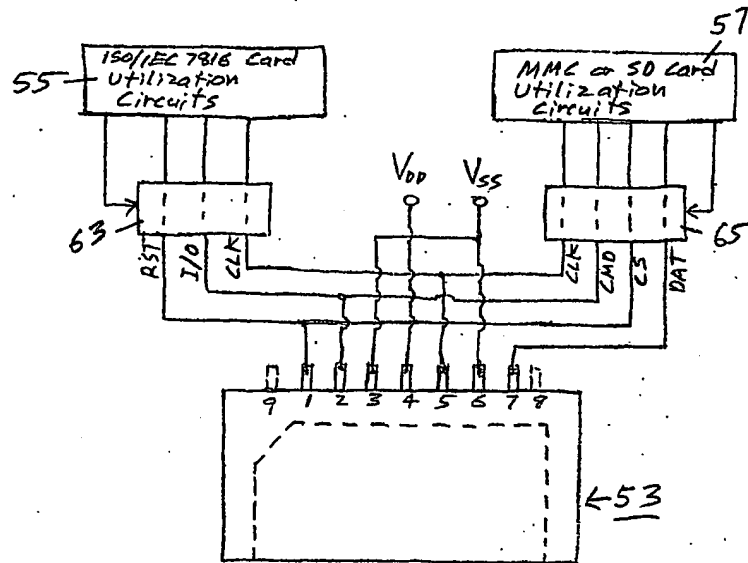 ISO/IEC 7816 Card
Utilization
Circuits
55
57
MMC or SD Card
Utilization
Circuits
VDD
VSS
63
65
RST
I/O
CLK
CLK
CMD
CS
DAT
9 1 2 3 4 5 6 7 8
53